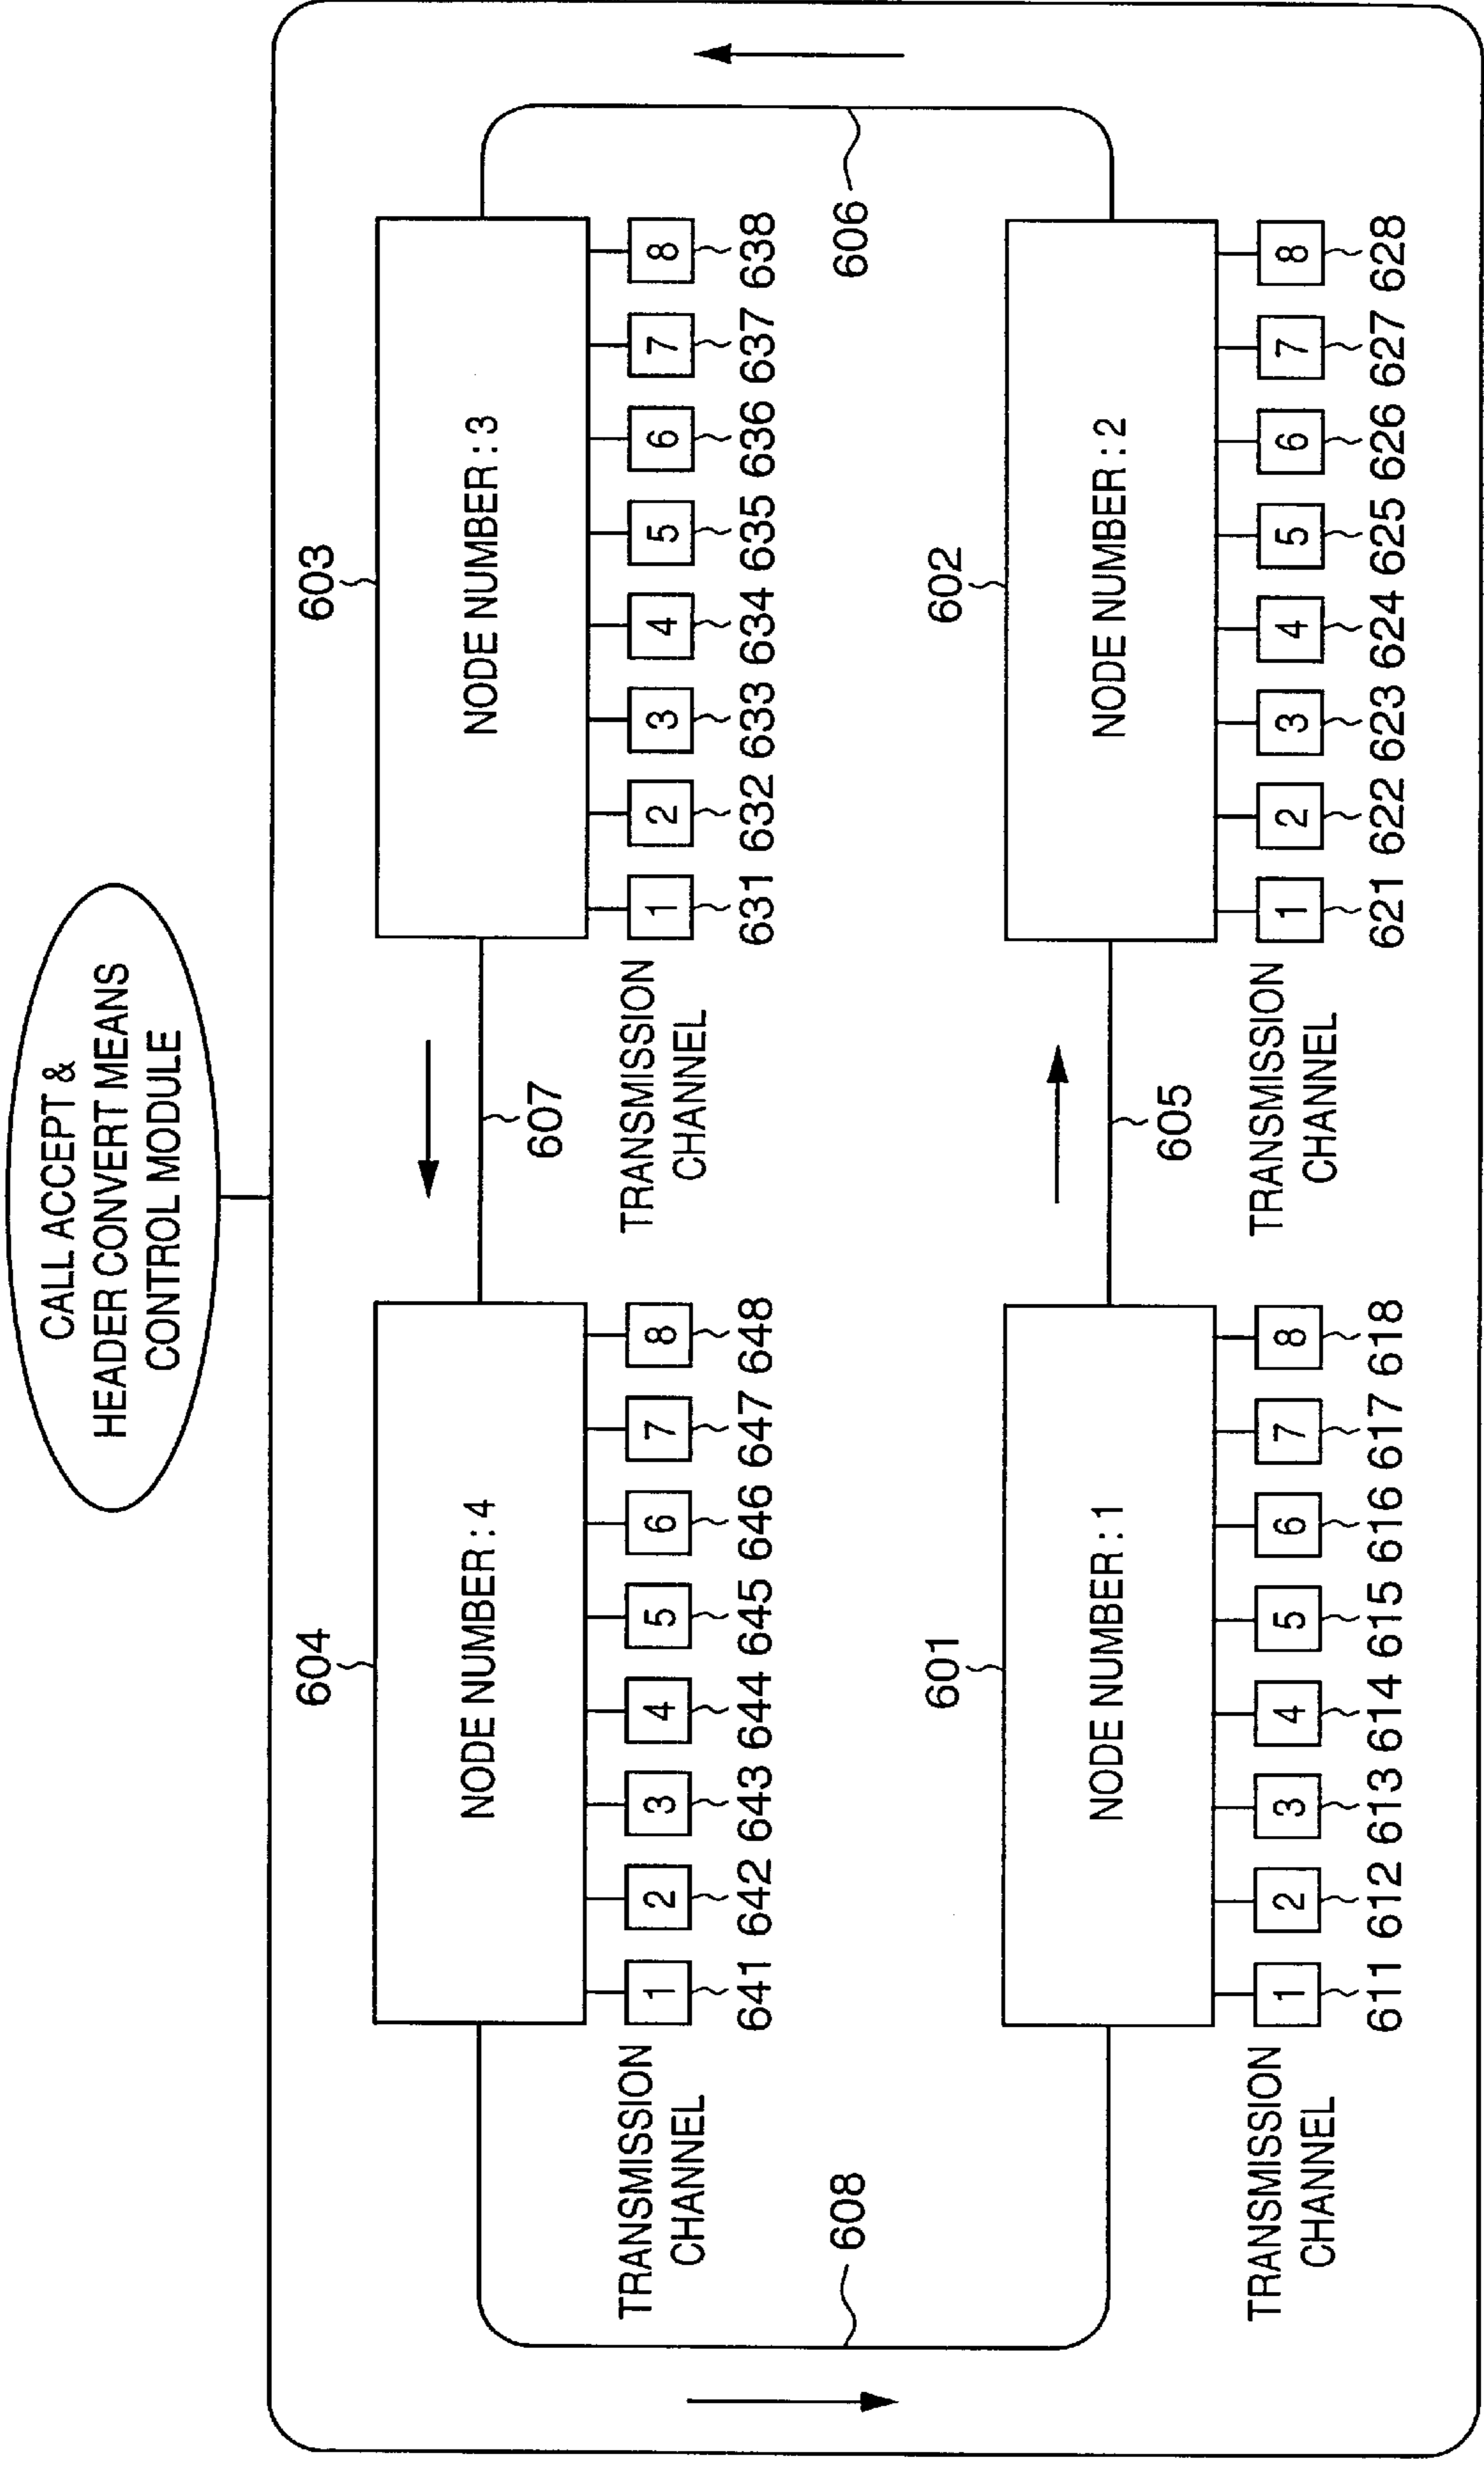 CALL ACCEPT &
HEADER CONVERT MEANS
CONTROL MODULE
604
NODE NUMBER : 4
TRANSMISSION
CHANNEL
1 2 3 4 5 6 7 8
641 642 643 644 645 646 647 648
603
NODE NUMBER : 3
607
TRANSMISSION
CHANNEL
1 2 3 4 5 6 7 8
631 632 633 634 635 636 637 638
608
606
601
NODE NUMBER : 1
TRANSMISSION
CHANNEL
1 2 3 4 5 6 7 8
611 612 613 614 615 616 617 618
602
NODE NUMBER : 2
605
TRANSMISSION
CHANNEL
1 2 3 4 5 6 7 8
621 622 623 624 625 626 627 628